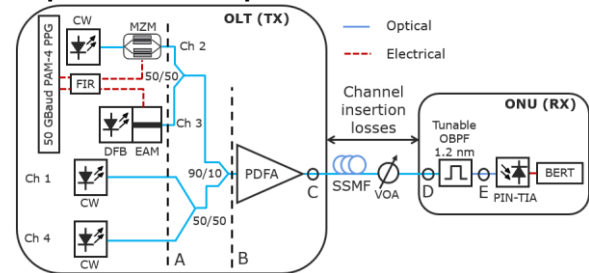 CW
MZM
OLT (TX)
Ch 2
Optical
Electrical
50 GBaud PAM-4 PPG
FIR
50/50
Ch 3
DFB
EAM
Channel
insertion
losses
ONU (RX)
Tunable
OBPF
1.2 nm
Ch 1
CW
90/10
PDFA
C
SSMF
VOA
D
E
PIN-TIA
BERT
50/50
Ch 4
CW
A
B